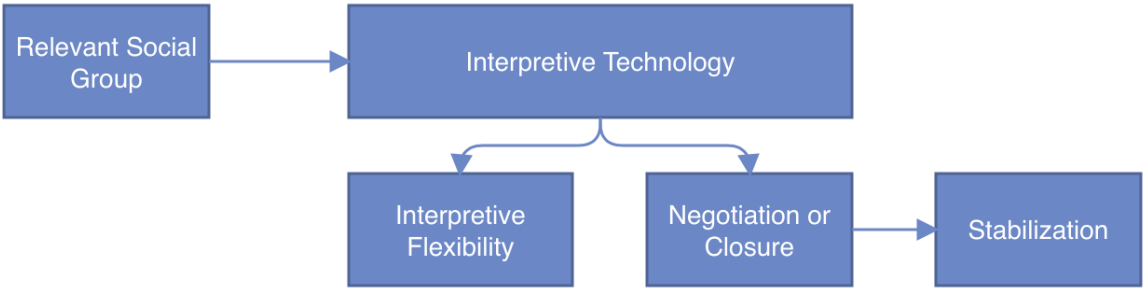 Relevant Social
Group
Interpretive Technology
Interpretive
Flexibility
Negotiation or
Closure
Stabilization